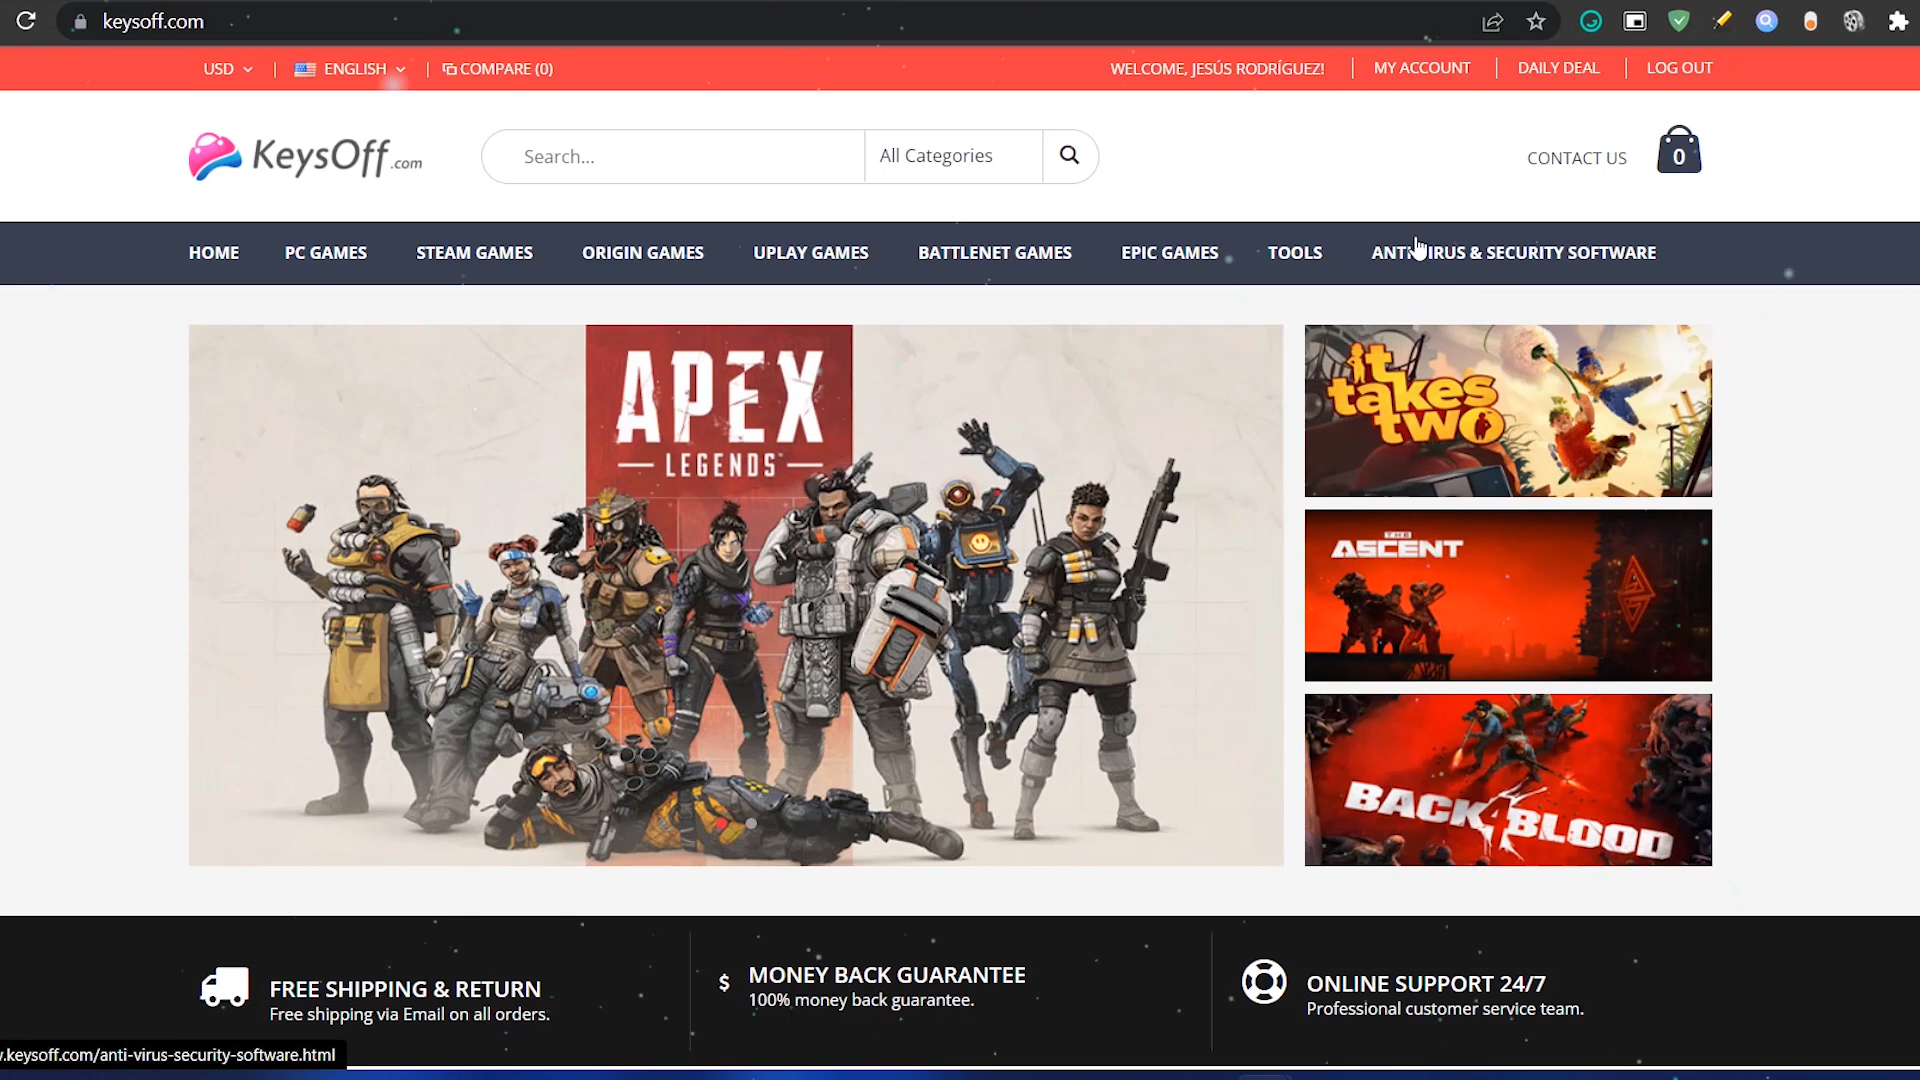 keysoff.com
USD
ENGLISH
COMPARE (0)
WELCOME, JESÚS RODRÍGUEZ!
MY ACCOUNT
DAILY DEAL
LOG OUT
KeysOff.com
Search...
All Categories
CONTACT US
0
HOME
PC GAMES
STEAM GAMES
ORIGIN GAMES
UPLAY GAMES
BATTLENET GAMES
EPIC GAMES
TOOLS
ANTIVIRUS & SECURITY SOFTWARE
APEX
LEGENDS™
it
takes
two
THE
ASCENT
BACK 4 BLOOD
FREE SHIPPING & RETURN
Free shipping via Email on all orders.
$
MONEY BACK GUARANTEE
100% money back guarantee.
ONLINE SUPPORT 24/7
Professional customer service team.
.keysoff.com/anti-virus-security-software.html